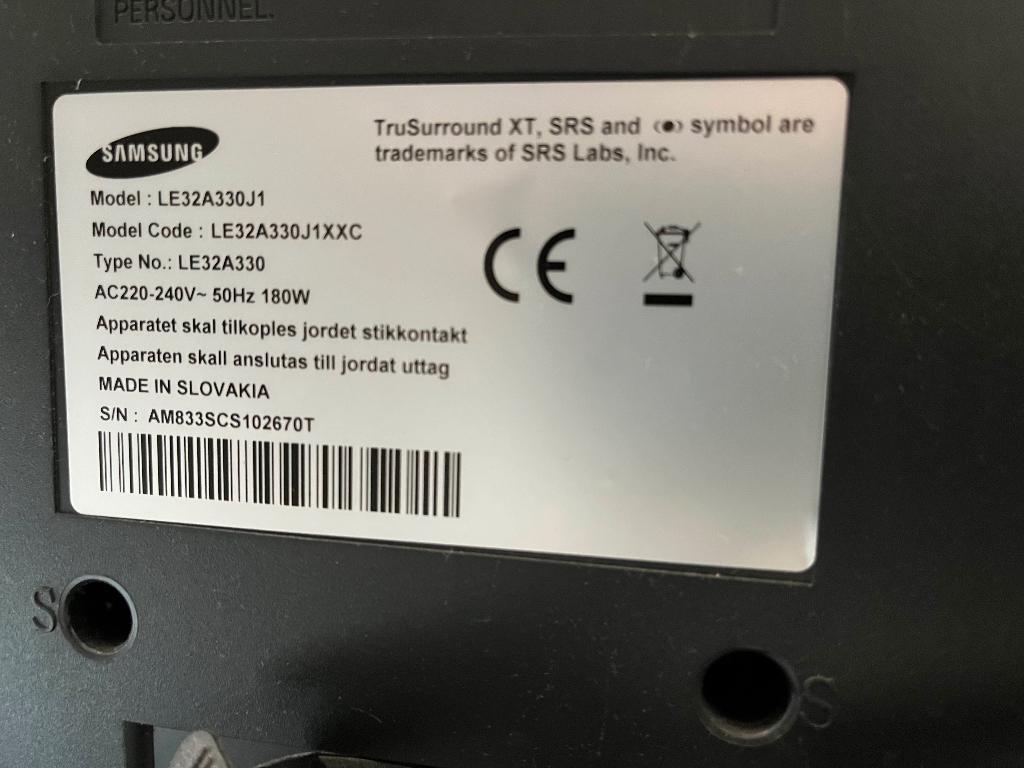 PERSONNEL.
SAMSUNG
TruSurround XT, SRS and (●) symbol are
trademarks of SRS Labs, Inc.
Model : LE32A330J1
Model Code : LE32A330J1XXC
Type No.: LE32A330
AC220-240V~ 50Hz 180W
Apparatet skal tilkoples jordet stikkontakt
Apparaten skall anslutas till jordat uttag
MADE IN SLOVAKIA
S/N : AM833SCS102670T
CE
S
S